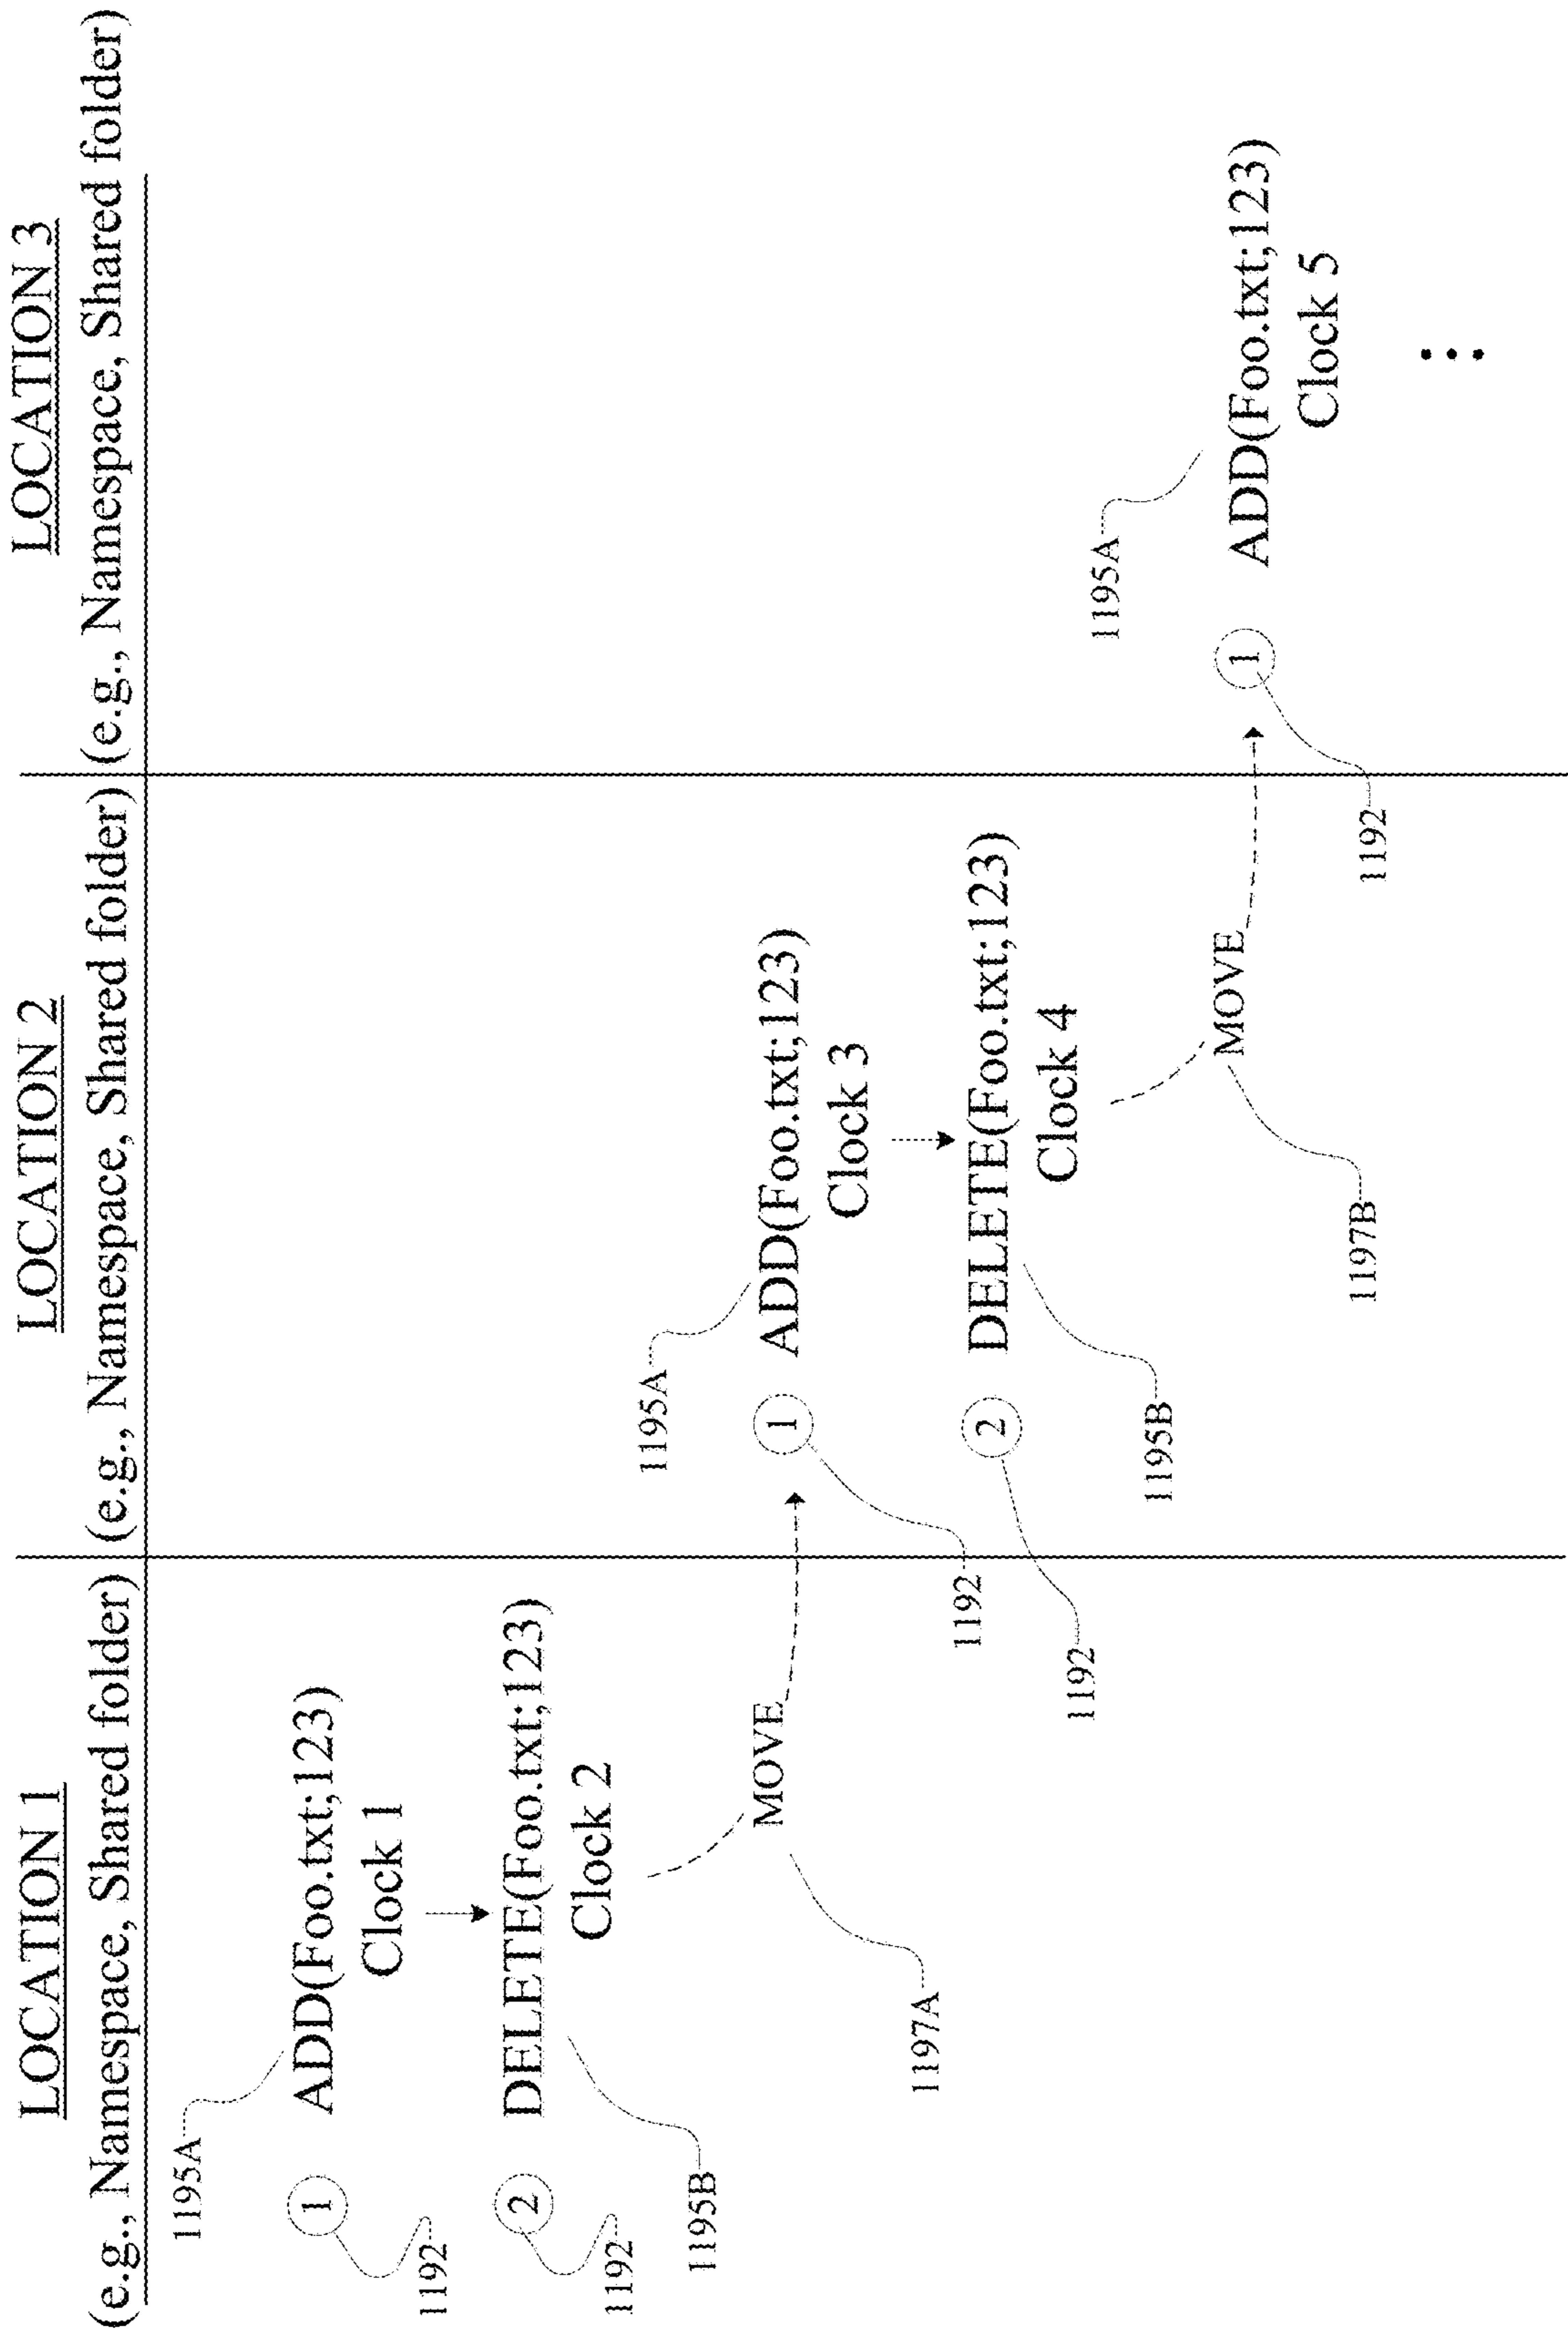 LOCATION 1
(e.g., Namespace, Shared folder)
1195A
1 ADD(Foo.txt;123)
Clock 1
1192
2 DELETE(Foo.txt;123)
Clock 2
1192
1195B
MOVE
1197A
LOCATION 2
(e.g., Namespace, Shared folder)
1195A
1 ADD(Foo.txt;123)
Clock 3
1192
2 DELETE(Foo.txt;123)
Clock 4
1192
1195B
MOVE
1197B
LOCATION 3
(e.g., Namespace, Shared folder)
1195A
1 ADD(Foo.txt;123)
Clock 5
1192